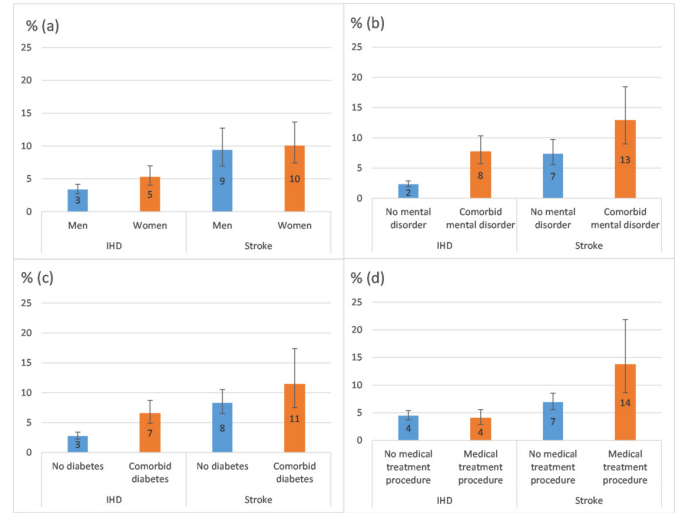 % (a)
25
20
15
10
5
0
3
5
9
10
Men
Women
Men
Women
IHD
Stroke
% (b)
25
20
15
10
5
0
2
8
7
13
No mental
disorder
Comorbid
mental disorder
No mental
disorder
Comorbid
mental disorder
IHD
Stroke
% (c)
25
20
15
10
5
0
3
7
8
11
No diabetes
Comorbid
diabetes
No diabetes
Comorbid
diabetes
IHD
Stroke
% (d)
25
20
15
10
5
0
4
4
7
14
No medical
treatment
procedure
Medical
treatment
procedure
No medical
treatment
procedure
Medical
treatment
procedure
IHD
Stroke